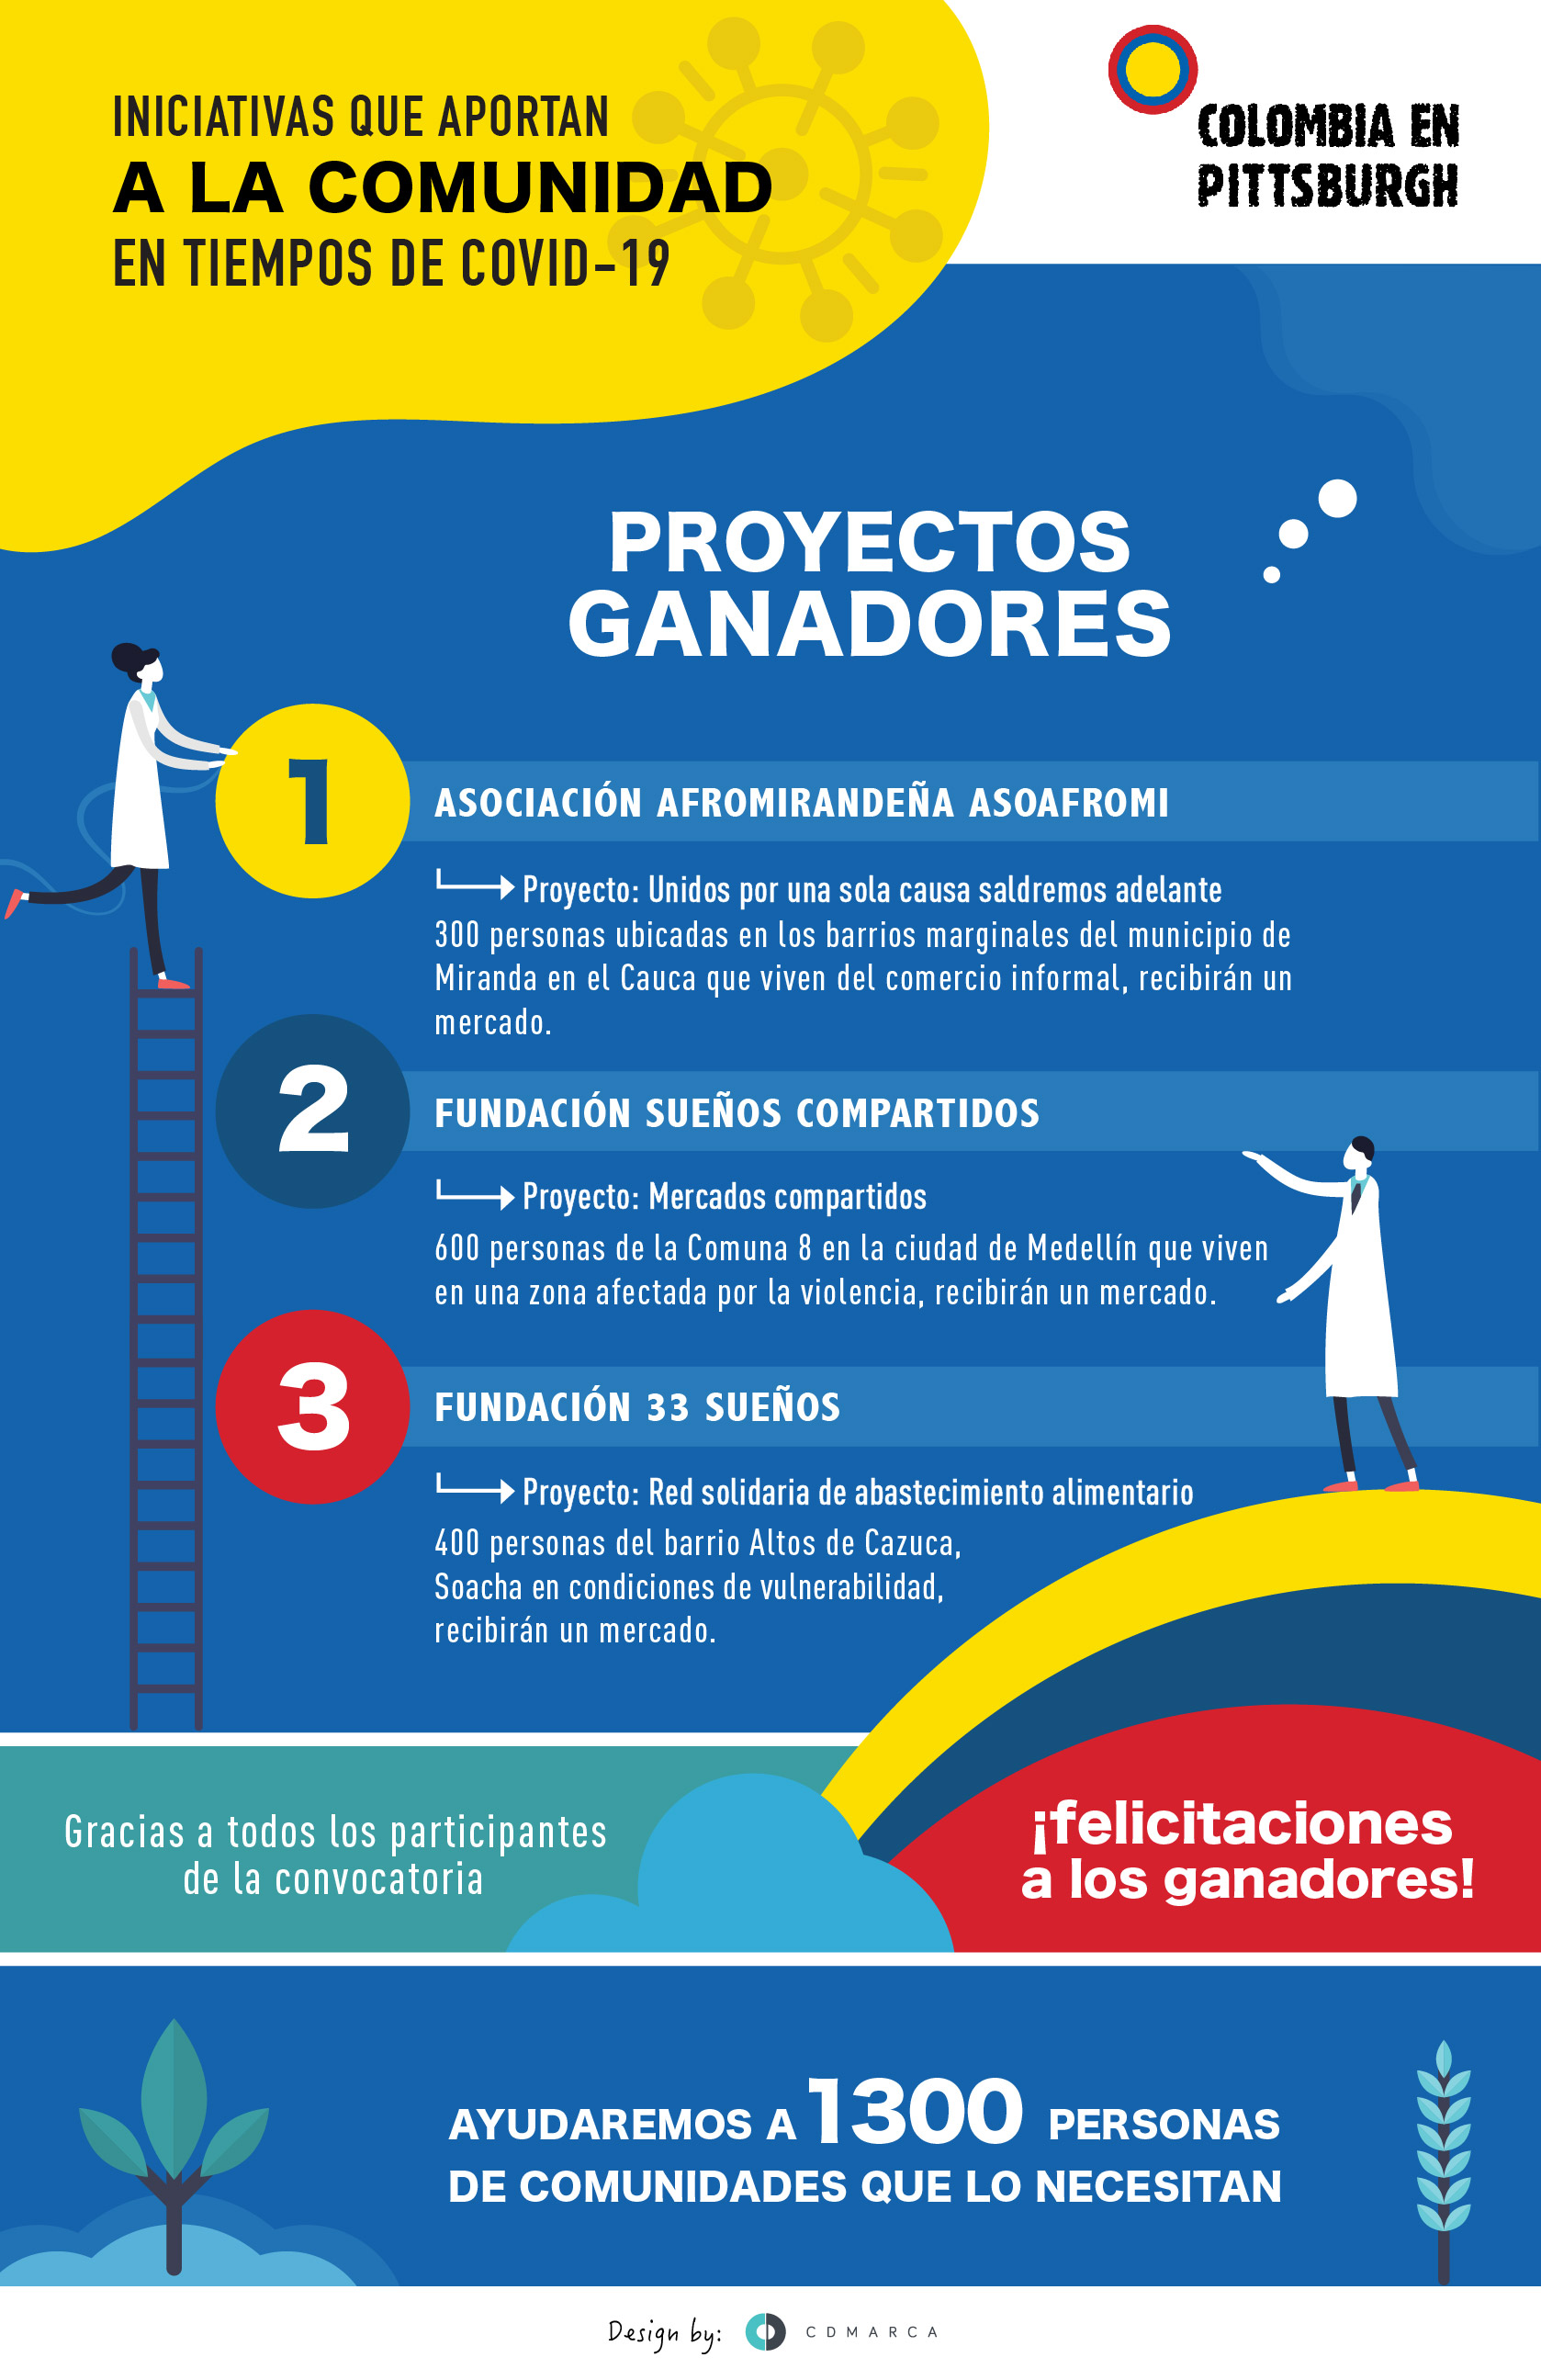 INICIATIVAS QUE APORTAN
A LA COMUNIDAD
EN TIEMPOS DE COVID-19
COLOMBIA EN
PITTSBURGH
PROYECTOS
GANADORES
1
ASOCIACIÓN AFROMIRANDEÑA ASOAFROMI
Proyecto: Unidos por una sola causa saldremos adelante
300 personas ubicadas en los barrios marginales del municipio de
Miranda en el Cauca que viven del comercio informal, recibirán un
mercado.
2
FUNDACIÓN SUEÑOS COMPARTIDOS
Proyecto: Mercados compartidos
600 personas de la Comuna 8 en la ciudad de Medellín que viven
en una zona afectada por la violencia, recibirán un mercado.
3
FUNDACIÓN 33 SUEÑOS
Proyecto: Red solidaria de abastecimiento alimentario
400 personas del barrio Altos de Cazuca,
Soacha en condiciones de vulnerabilidad,
recibirán un mercado.
Gracias a todos los participantes
de la convocatoria
¡felicitaciones
a los ganadores!
AYUDAREMOS A 1300 PERSONAS
DE COMUNIDADES QUE LO NECESITAN
Design by: CDMARCA